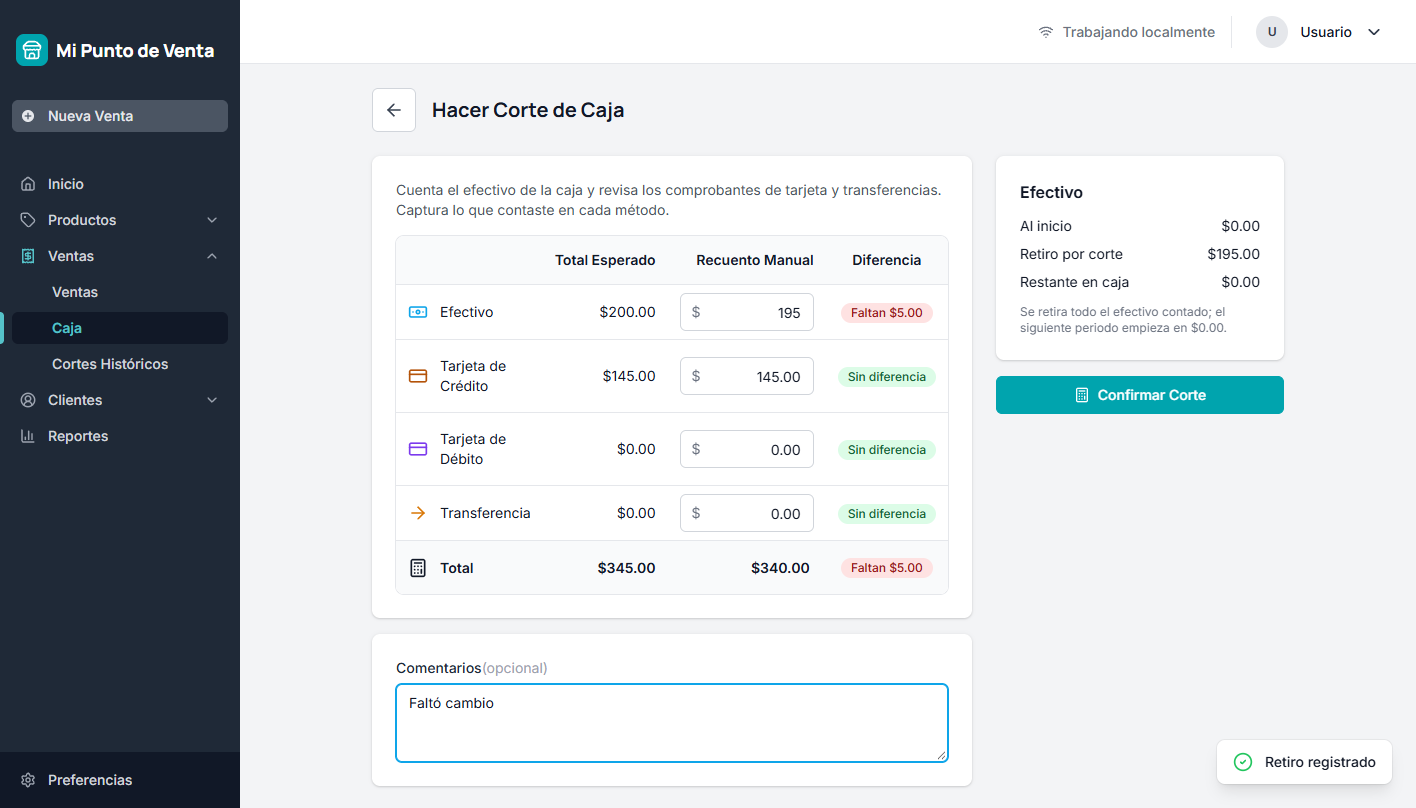 Mi Punto de Venta
Trabajando localmente
U
Usuario
Nueva Venta
Inicio
Productos
Ventas
Ventas
Caja
Cortes Históricos
Clientes
Reportes
Preferencias
Hacer Corte de Caja
Cuenta el efectivo de la caja y revisa los comprobantes de tarjeta y transferencias.
Captura lo que contaste en cada método.
Total Esperado Recuento Manual Diferencia
Efectivo $200.00 $ 195 Faltan $5.00
Tarjeta de
Crédito
$145.00 $ 145.00 Sin diferencia
Tarjeta de
Débito
$0.00 $ 0.00 Sin diferencia
Transferencia $0.00 $ 0.00 Sin diferencia
Total $345.00 $340.00 Faltan $5.00
Comentarios(opcional)
Faltó cambio
Efectivo
Al inicio $0.00
Retiro por corte $195.00
Restante en caja $0.00
Se retira todo el efectivo contado; el
siguiente periodo empieza en $0.00.
Confirmar Corte
Retiro registrado